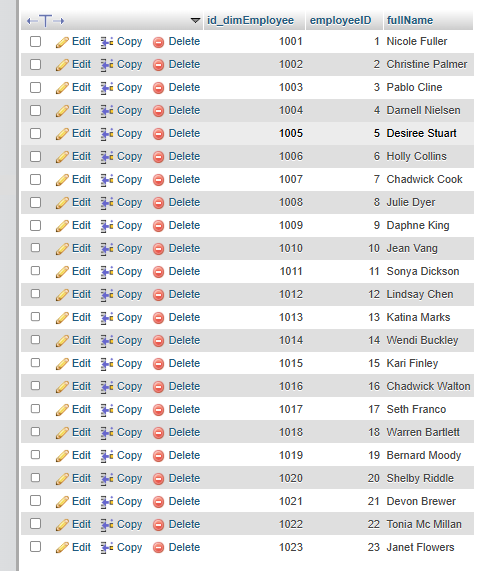 id_dimEmployee employeeID fullName
Edit Copy Delete 1001 1 Nicole Fuller
Edit Copy Delete 1002 2 Christine Palmer
Edit Copy Delete 1003 3 Pablo Cline
Edit Copy Delete 1004 4 Darnell Nielsen
Edit Copy Delete 1005 5 Desiree Stuart
Edit Copy Delete 1006 6 Holly Collins
Edit Copy Delete 1007 7 Chadwick Cook
Edit Copy Delete 1008 8 Julie Dyer
Edit Copy Delete 1009 9 Daphne King
Edit Copy Delete 1010 10 Jean Vang
Edit Copy Delete 1011 11 Sonya Dickson
Edit Copy Delete 1012 12 Lindsay Chen
Edit Copy Delete 1013 13 Katina Marks
Edit Copy Delete 1014 14 Wendi Buckley
Edit Copy Delete 1015 15 Kari Finley
Edit Copy Delete 1016 16 Chadwick Walton
Edit Copy Delete 1017 17 Seth Franco
Edit Copy Delete 1018 18 Warren Bartlett
Edit Copy Delete 1019 19 Bernard Moody
Edit Copy Delete 1020 20 Shelby Riddle
Edit Copy Delete 1021 21 Devon Brewer
Edit Copy Delete 1022 22 Tonia Mc Millan
Edit Copy Delete 1023 23 Janet Flowers